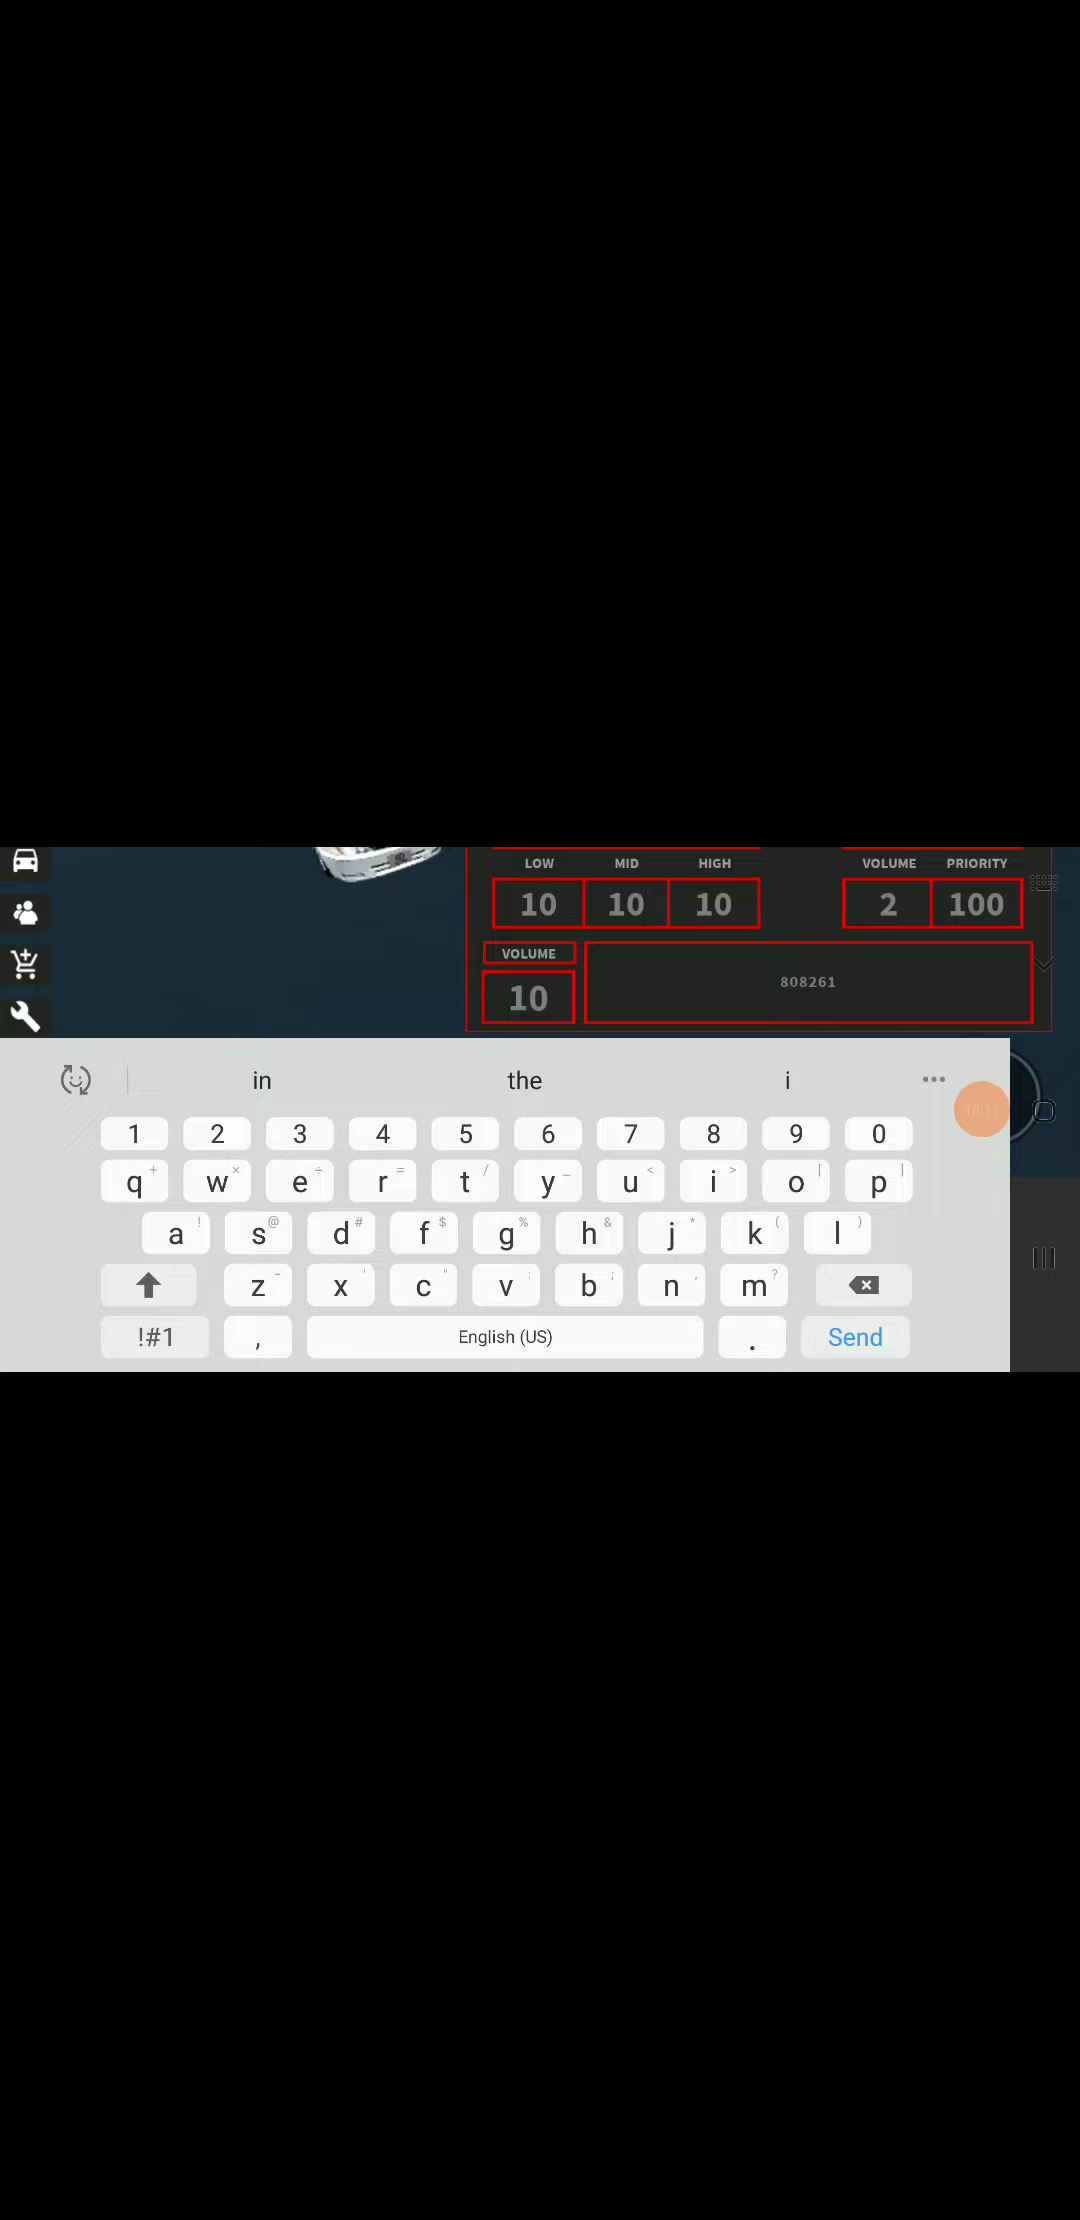 LOW MID HIGH VOLUME PRIORITY
10 10 10 2 100
VOLUME
10 808261
in the i •••
1 2 3 4 5 6 7 8 9 0
q + w × e ÷ r = t / y _ u < i > o [ p ]
a ! s @ d # f $ g % h & j * k ( l )
z - x ' c " v : b ; n , m ?
!#1 , English (US) . Send